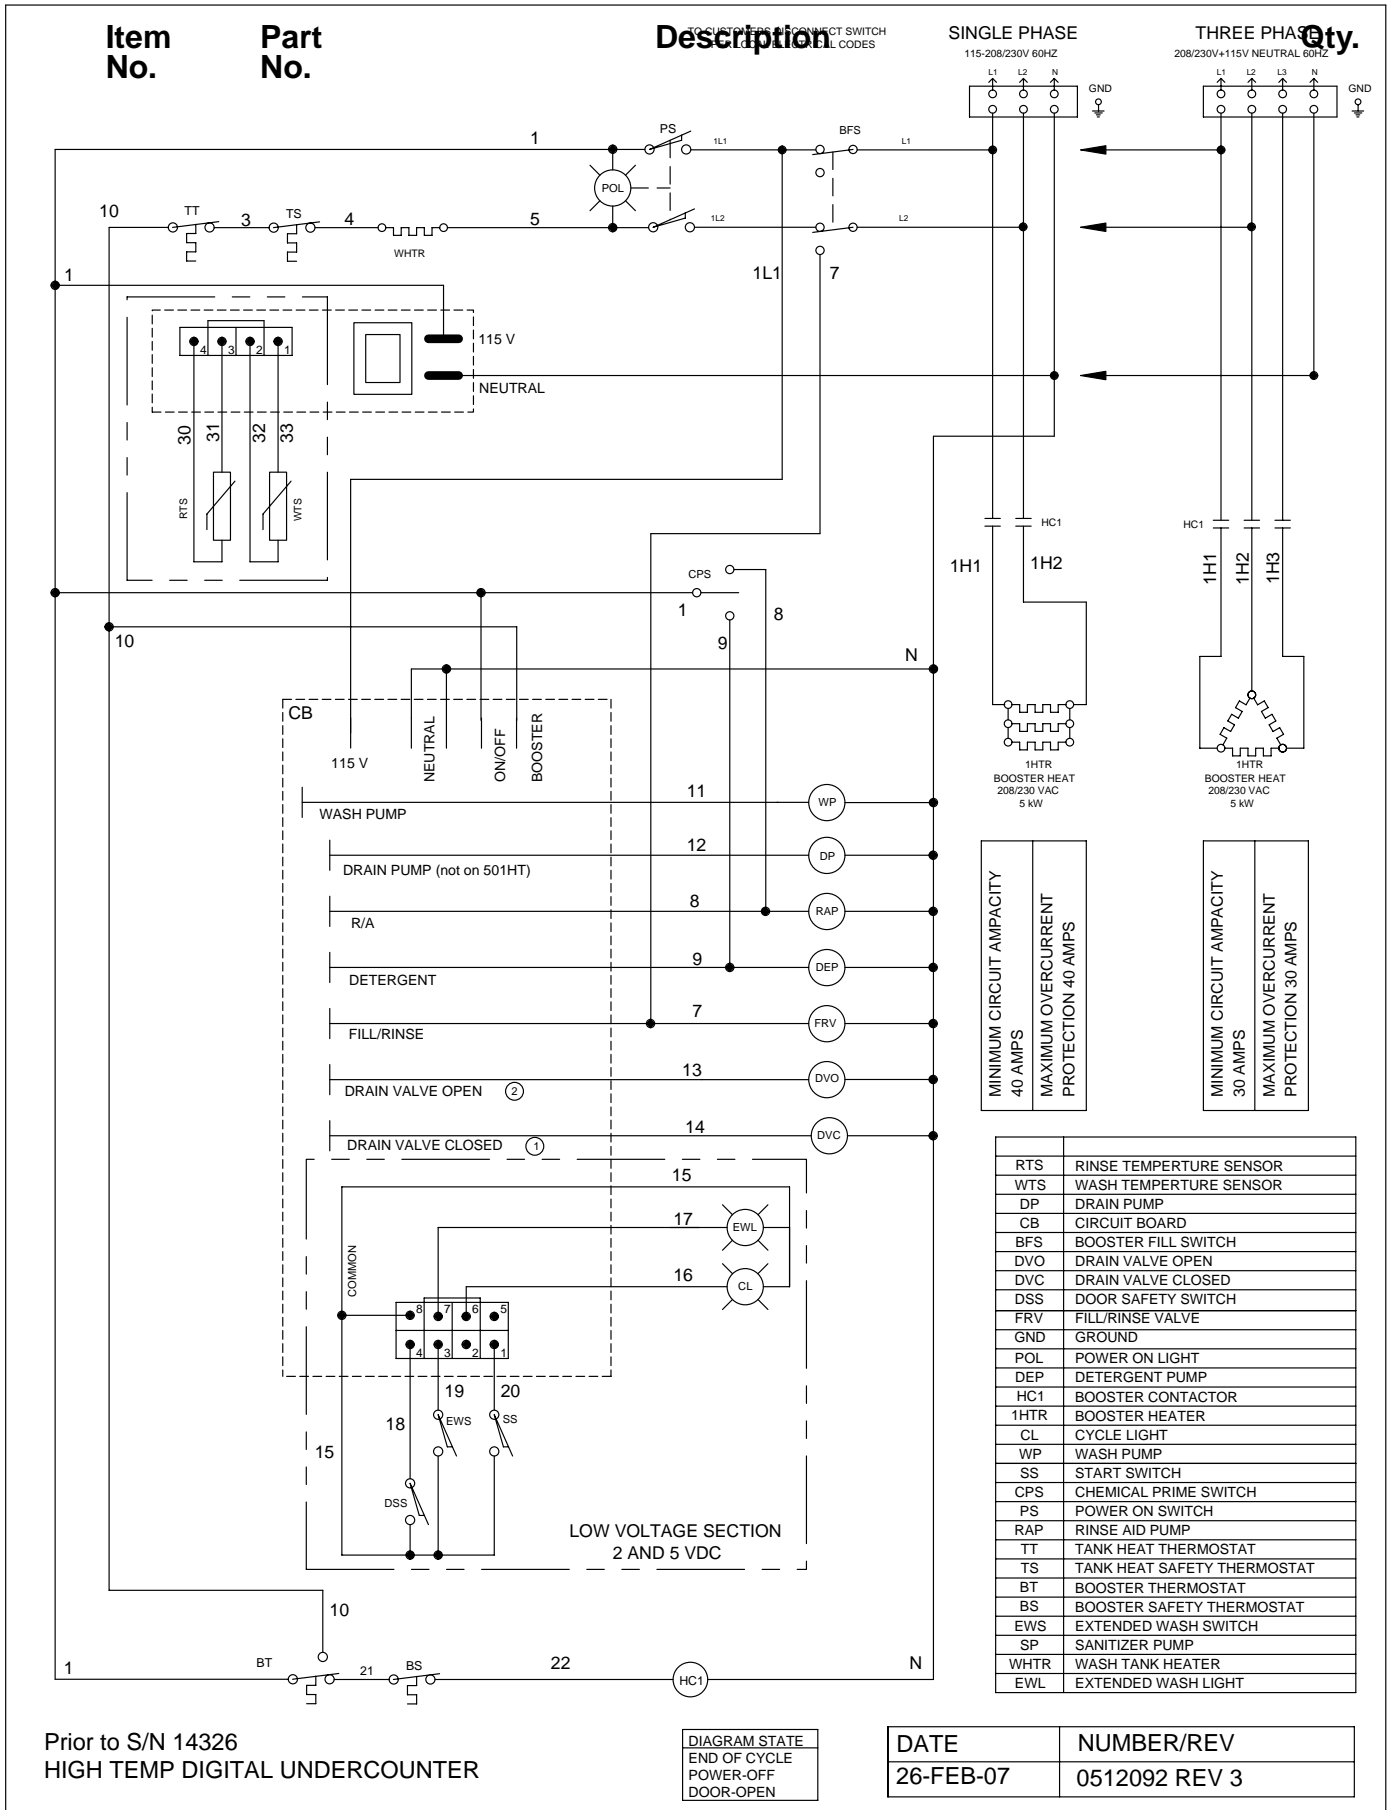 Item No.
Part No.
Description
Qty.
TO CUSTOMERS DISCONNECT SWITCH
PER LOCAL ELECTRICAL CODES
SINGLE PHASE
115-208/230V 60HZ
L1 L2 N
GND
THREE PHASE
208/230V+115V NEUTRAL 60HZ
L1 L2 L3 N
GND
1
PS
1L1
BFS
L1
POL
10
TT
3
TS
4
WHTR
5
1L2
L2
1
1L1
7
4 3 2 1
115 V
NEUTRAL
30
31
32
33
RTS
WTS
HC1
1H1
1H2
HC1
1H1
1H2
1H3
CPS
1
8
9
10
N
CB
115 V
NEUTRAL
ON/OFF
BOOSTER
1HTR
BOOSTER HEAT
208/230 VAC
5 kW
1HTR
BOOSTER HEAT
208/230 VAC
5 kW
WASH PUMP
11
WP
DRAIN PUMP (not on 501HT)
12
DP
R/A
8
RAP
DETERGENT
9
DEP
FILL/RINSE
7
FRV
DRAIN VALVE OPEN 2
13
DVO
DRAIN VALVE CLOSED 1
14
DVC
MINIMUM CIRCUIT AMPACITY
40 AMPS
MAXIMUM OVERCURRENT
PROTECTION 40 AMPS
MINIMUM CIRCUIT AMPACITY
30 AMPS
MAXIMUM OVERCURRENT
PROTECTION 30 AMPS
15
17
EWL
16
CL
COMMON
8 7 6 5
4 3 2 1
19
20
18
EWS
SS
15
DSS
LOW VOLTAGE SECTION
2 AND 5 VDC
10
1
BT
21
BS
22
HC1
N
RTS RINSE TEMPERTURE SENSOR
WTS WASH TEMPERTURE SENSOR
DP DRAIN PUMP
CB CIRCUIT BOARD
BFS BOOSTER FILL SWITCH
DVO DRAIN VALVE OPEN
DVC DRAIN VALVE CLOSED
DSS DOOR SAFETY SWITCH
FRV FILL/RINSE VALVE
GND GROUND
POL POWER ON LIGHT
DEP DETERGENT PUMP
HC1 BOOSTER CONTACTOR
1HTR BOOSTER HEATER
CL CYCLE LIGHT
WP WASH PUMP
SS START SWITCH
CPS CHEMICAL PRIME SWITCH
PS POWER ON SWITCH
RAP RINSE AID PUMP
TT TANK HEAT THERMOSTAT
TS TANK HEAT SAFETY THERMOSTAT
BT BOOSTER THERMOSTAT
BS BOOSTER SAFETY THERMOSTAT
EWS EXTENDED WASH SWITCH
SP SANITIZER PUMP
WHTR WASH TANK HEATER
EWL EXTENDED WASH LIGHT
Prior to S/N 14326
HIGH TEMP DIGITAL UNDERCOUNTER
DIAGRAM STATE
END OF CYCLE
POWER-OFF
DOOR-OPEN
DATE NUMBER/REV
26-FEB-07 0512092 REV 3